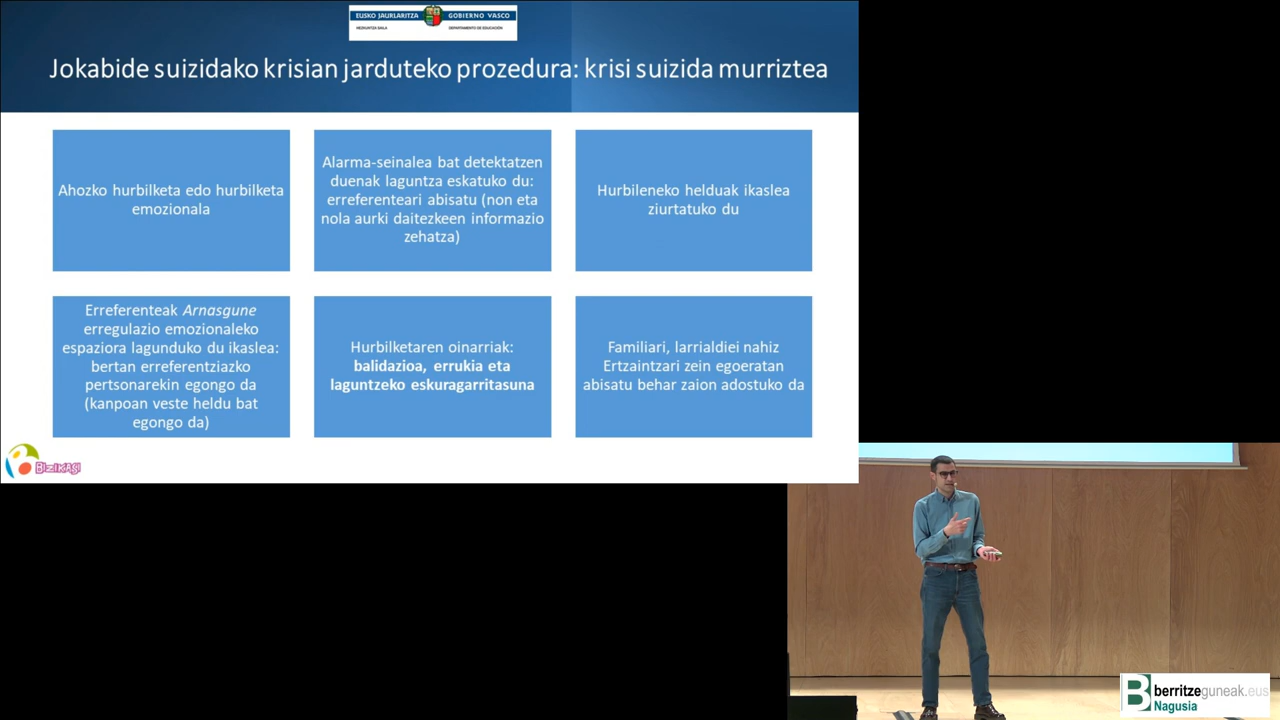 EUSKO JAURLARITZA
GOBIERNO VASCO
HEZKUNTZA SAILA
DEPARTAMENTO DE EDUCACIÓN
Jokabide suizidako krisian jarduteko prozedura: krisi suizida murriztea
Ahozko hurbilketa edo hurbilketa
emozionala
Alarma-seinalea bat detektatzen
duenak laguntza eskatuko du:
erreferenteari abisatu (non eta
nola aurki daitezkeen informazio
zehatza)
Hurbileneko helduak ikaslea
ziurtatuko du
Erreferenteak Arnasgune
erregulazio emozionaleko
espaziora lagunduko du ikaslea:
bertan erreferentziazko
pertsonarekin egongo da
(kanpoan veste heldu bat
egongo da)
Hurbilketaren oinarriak:
balidazioa, errukia eta
laguntzeko eskuragarritasuna
Familiari, larrialdiei nahiz
Ertzaintzari zein egoeratan
abisatu behar zaion adostuko da
BIZIKASI
berritzeguneak.eus
Nagusia